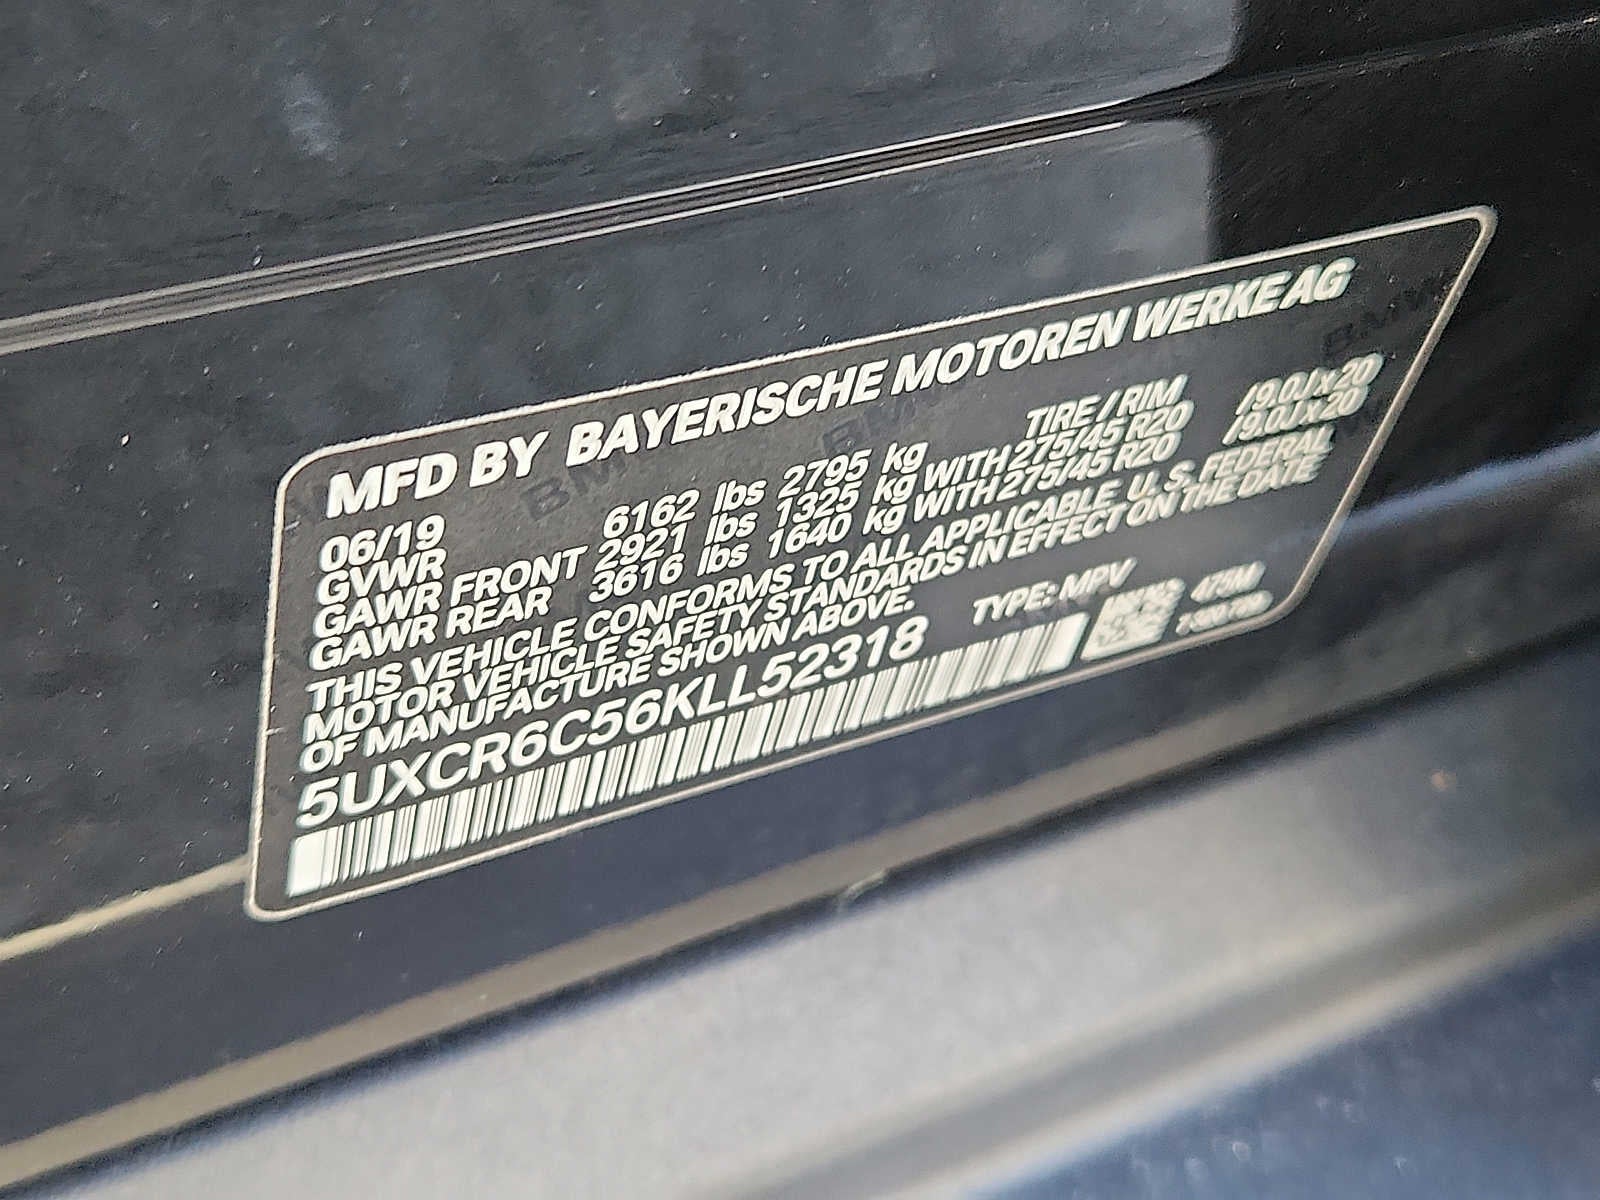 MFD BY BAYERISCHE MOTOREN WERKE AG
06/19 TIRE / RIM
GVWR 6162 lbs 2795 kg
GAWR FRONT 2921 lbs 1325 kg WITH 275/45 R20 /9.0J x 20
GAWR REAR 3616 lbs 1640 kg WITH 275/45 R20 /9.0J x 20
THIS VEHICLE CONFORMS TO ALL APPLICABLE U.S. FEDERAL
MOTOR VEHICLE SAFETY STANDARDS IN EFFECT ON THE DATE
OF MANUFACTURE SHOWN ABOVE.
5UXCR6C56KLL52318 TYPE: MPV
475M